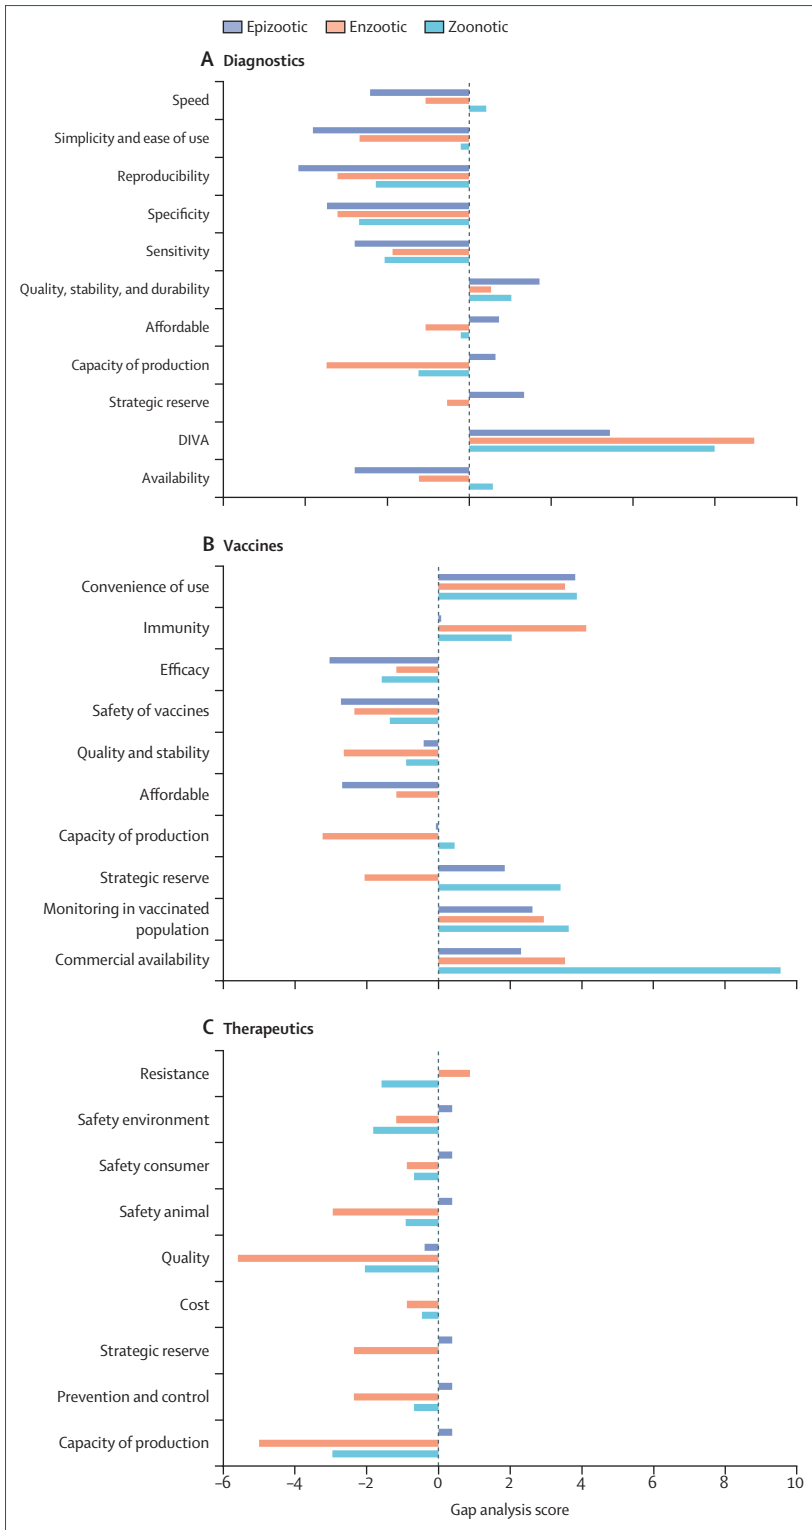 Epizootic Enzootic Zoonotic
A Diagnostics
Speed
Simplicity and ease of use
Reproducibility
Specificity
Sensitivity
Quality, stability, and durability
Affordable
Capacity of production
Strategic reserve
DIVA
Availability
B Vaccines
Convenience of use
Immunity
Efficacy
Safety of vaccines
Quality and stability
Affordable
Capacity of production
Strategic reserve
Monitoring in vaccinated
population
Commercial availability
C Therapeutics
Resistance
Safety environment
Safety consumer
Safety animal
Quality
Cost
Strategic reserve
Prevention and control
Capacity of production
–6 –4 –2 0 2 4 6 8 10
Gap analysis score